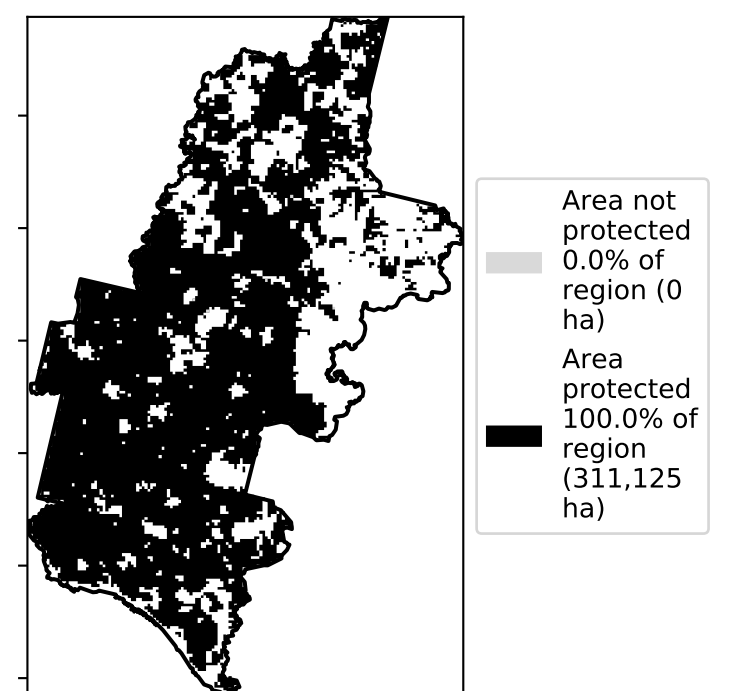 Area not
protected
0.0% of
region (0
ha)
Area
protected
100.0% of
region
(311,125
ha)